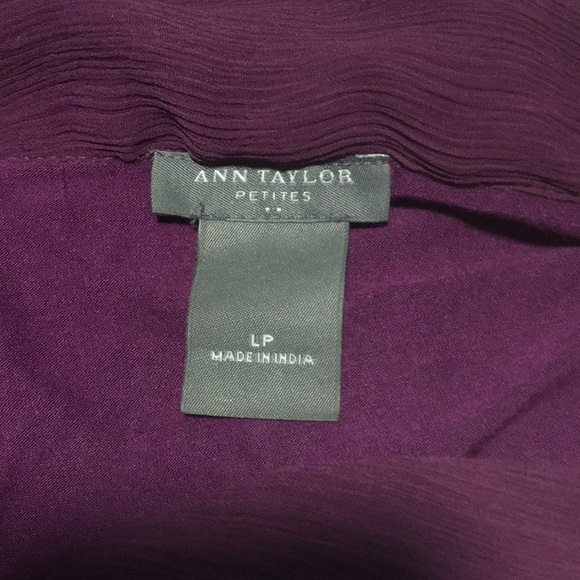 ANN TAYLOR
PETITES
LP
MADE IN INDIA